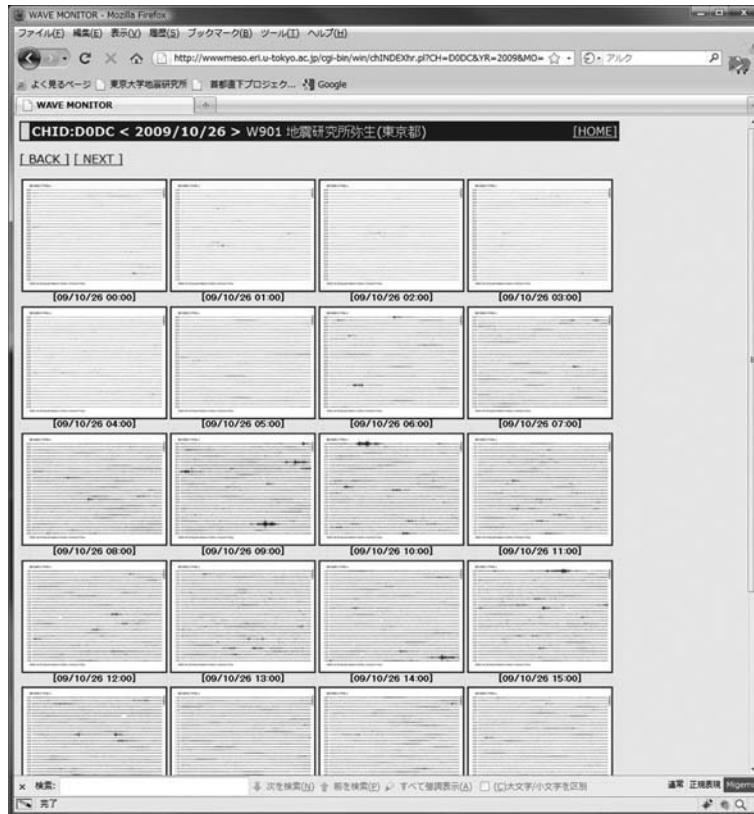 WAVE MONITOR - Mozilla Firefox
ファイル(F) 編集(E) 表示(V) 履歴(S) ブックマーク(B) ツール(T) ヘルプ(H)
http://wwwmeso.eri.u-tokyo.ac.jp/cgi-bin/win/chINDEXhr.pl?CH=D0DC&YR=2009&MO= アルク
よく見るページ 東京大学地震研究所 首都直下プロジェク... Google
WAVE MONITOR
CHID:D0DC < 2009/10/26 > W901 地震研究所弥生(東京都) [HOME]
[ BACK ] [ NEXT ]
[09/10/26 00:00] [09/10/26 01:00] [09/10/26 02:00] [09/10/26 03:00]
[09/10/26 04:00] [09/10/26 05:00] [09/10/26 06:00] [09/10/26 07:00]
[09/10/26 08:00] [09/10/26 09:00] [09/10/26 10:00] [09/10/26 11:00]
[09/10/26 12:00] [09/10/26 13:00] [09/10/26 14:00] [09/10/26 15:00]
× 検索: 次を検索(N) 前を検索(P) すべて強調表示(A) (C)大文字/小文字を区別 通常 正規表現 Migemo
完了